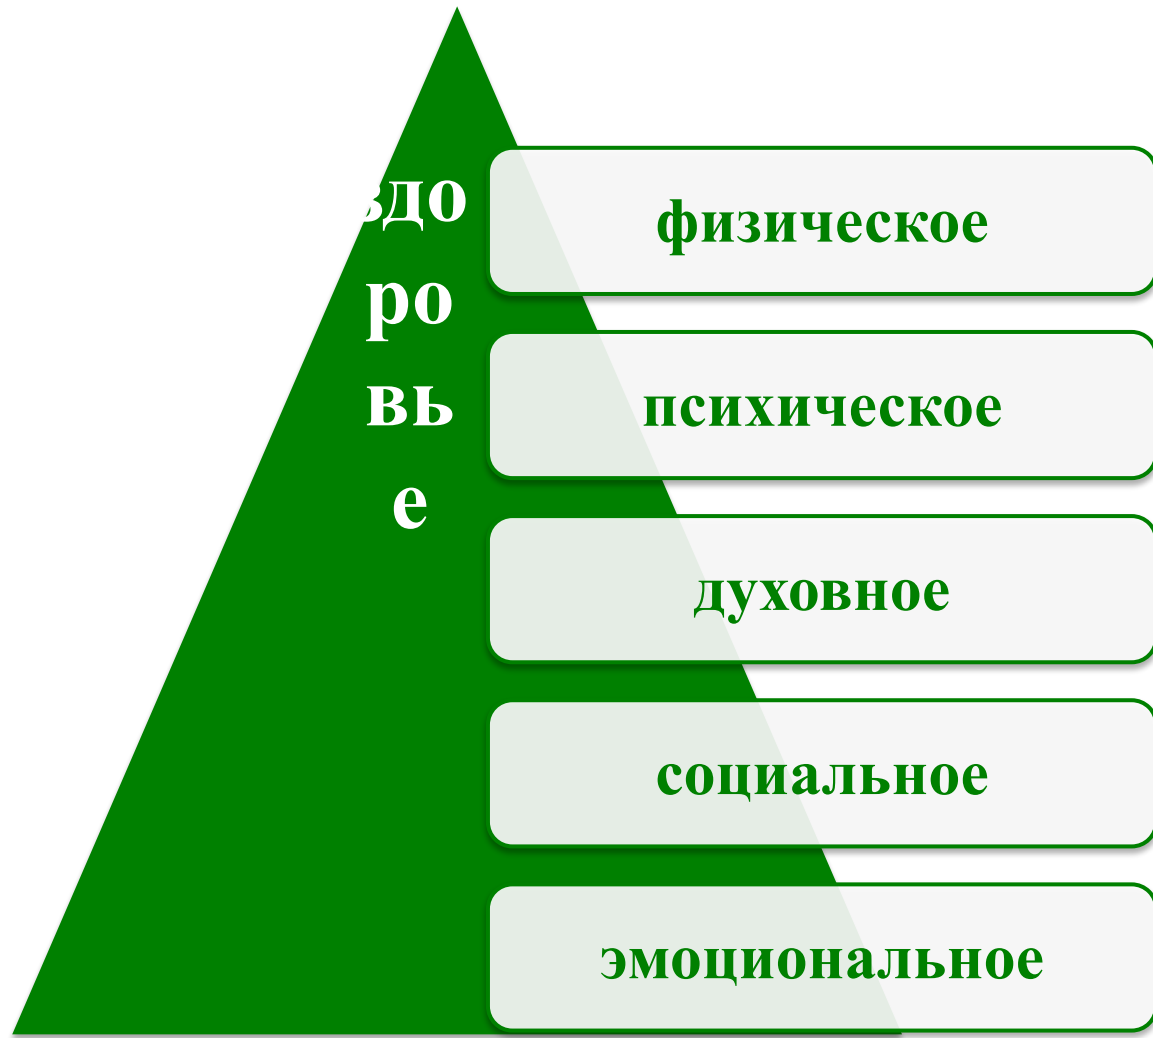 здо
ро
вь
е
физическое
психическое
духовное
социальное
эмоциональное